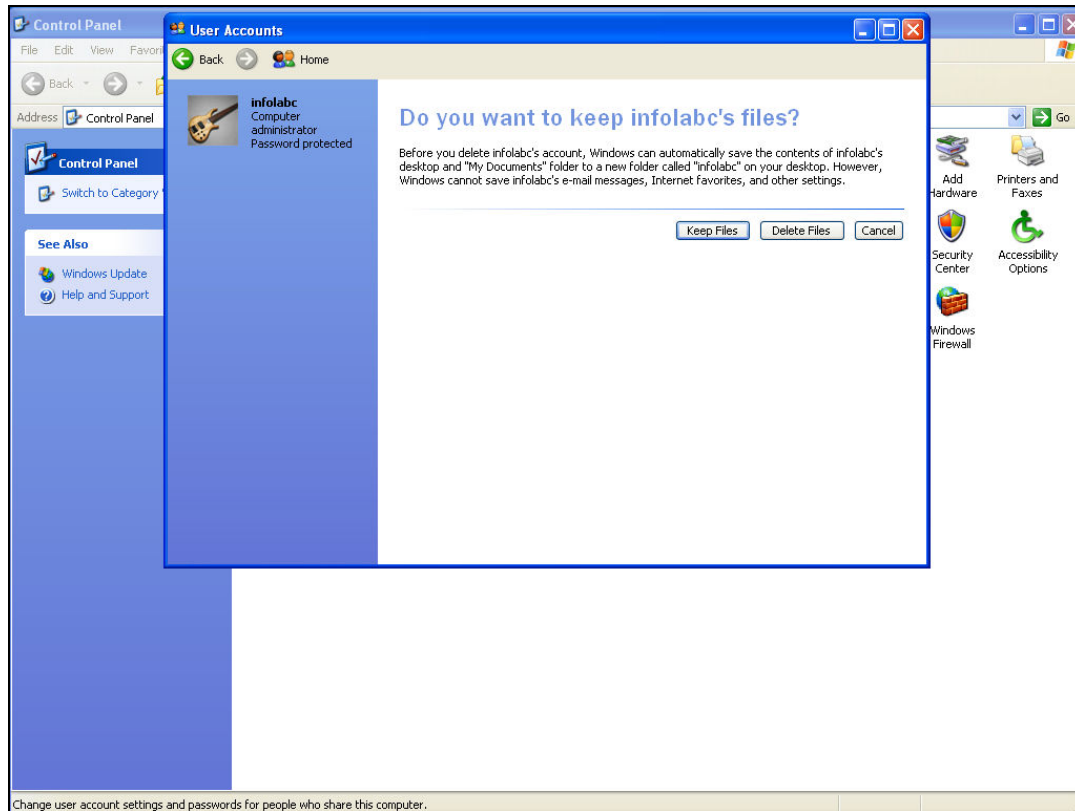 Control Panel
File Edit View Favori
Back
Address Control Panel
Go
Control Panel
Switch to Category
See Also
Windows Update
Help and Support
User Accounts
Back Home
infolabc
Computer
administrator
Password protected
Do you want to keep infolabc's files?
Before you delete infolabc's account, Windows can automatically save the contents of infolabc's
desktop and "My Documents" folder to a new folder called "infolabc" on your desktop. However,
Windows cannot save infolabc's e-mail messages, Internet favorites, and other settings.
Keep Files Delete Files Cancel
Add
Hardware
Printers and
Faxes
Security
Center
Accessibility
Options
Windows
Firewall
Change user account settings and passwords for people who share this computer.